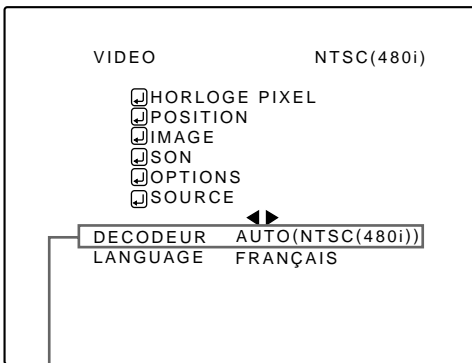 VIDEO NTSC(480i)
HORLOGE PIXEL
POSITION
IMAGE
SON
OPTIONS
SOURCE
DECODEUR AUTO(NTSC(480i))
LANGUAGE FRANÇAIS